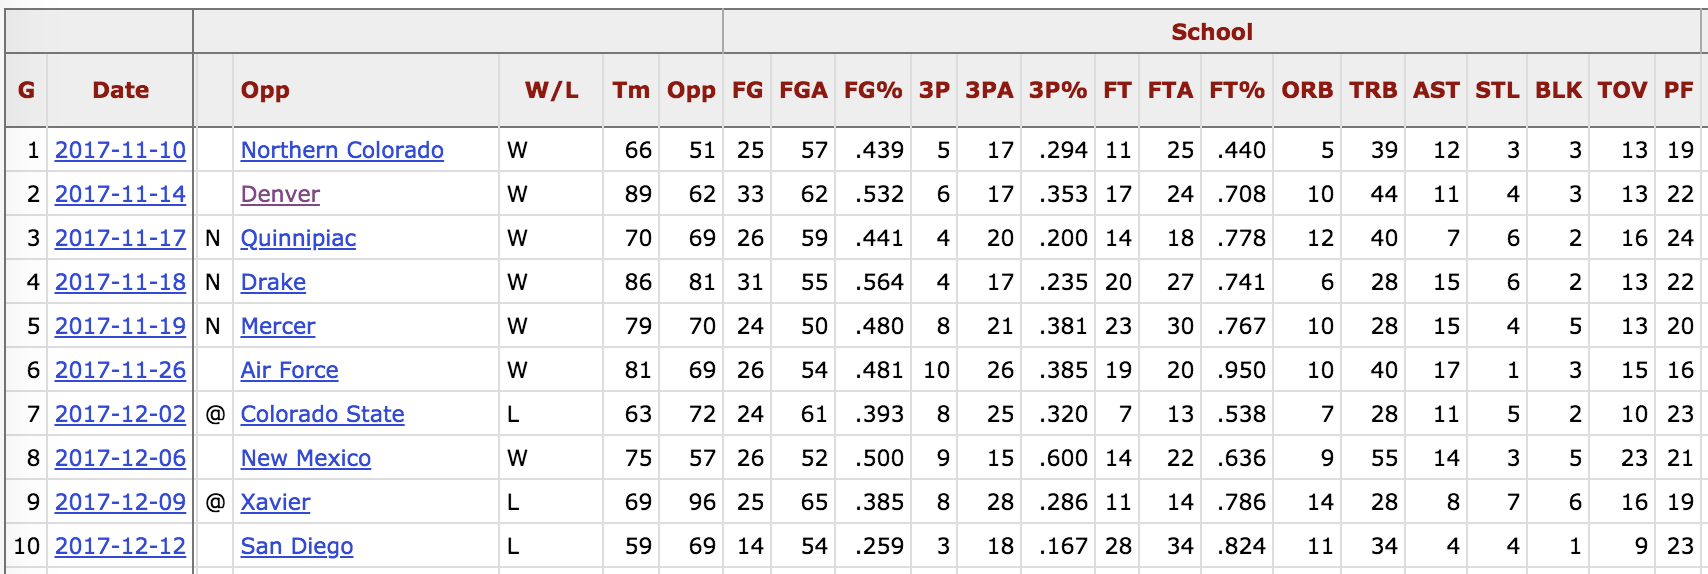 School
G Date Opp W/L Tm Opp FG FGA FG% 3P 3PA 3P% FT FTA FT% ORB TRB AST STL BLK TOV PF
1 2017-11-10 Northern Colorado W 66 51 25 57 .439 5 17 .294 11 25 .440 5 39 12 3 3 13 19
2 2017-11-14 Denver W 89 62 33 62 .532 6 17 .353 17 24 .708 10 44 11 4 3 13 22
3 2017-11-17 N Quinnipiac W 70 69 26 59 .441 4 20 .200 14 18 .778 12 40 7 6 2 16 24
4 2017-11-18 N Drake W 86 81 31 55 .564 4 17 .235 20 27 .741 6 28 15 6 2 13 22
5 2017-11-19 N Mercer W 79 70 24 50 .480 8 21 .381 23 30 .767 10 28 15 4 5 13 20
6 2017-11-26 Air Force W 81 69 26 54 .481 10 26 .385 19 20 .950 10 40 17 1 3 15 16
7 2017-12-02 @ Colorado State L 63 72 24 61 .393 8 25 .320 7 13 .538 7 28 11 5 2 10 23
8 2017-12-06 New Mexico W 75 57 26 52 .500 9 15 .600 14 22 .636 9 55 14 3 5 23 21
9 2017-12-09 @ Xavier L 69 96 25 65 .385 8 28 .286 11 14 .786 14 28 8 7 6 16 19
10 2017-12-12 San Diego L 59 69 14 54 .259 3 18 .167 28 34 .824 11 34 4 4 1 9 23